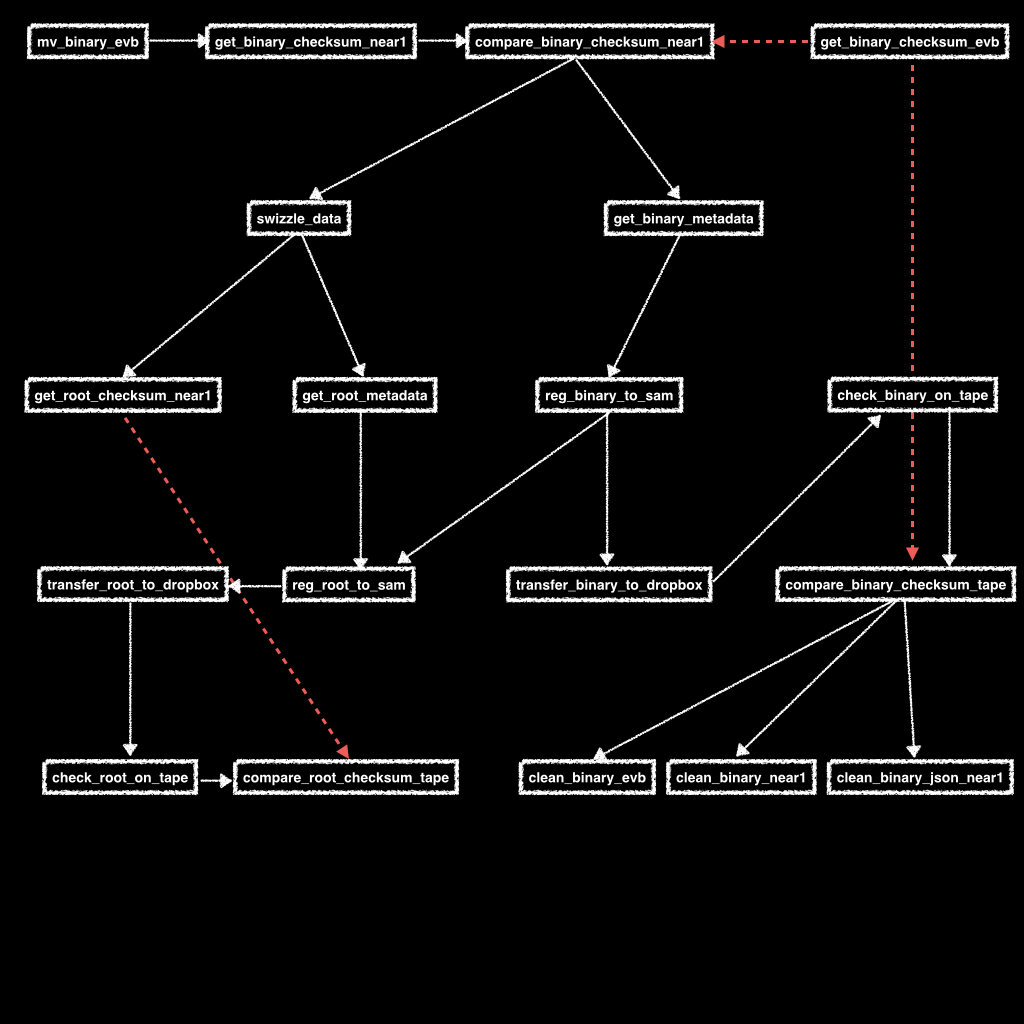 mv_binary_evb
get_binary_checksum_near1
compare_binary_checksum_near1
get_binary_checksum_evb
swizzle_data
get_binary_metadata
get_root_checksum_near1
get_root_metadata
reg_binary_to_sam
check_binary_on_tape
transfer_root_to_dropbox
reg_root_to_sam
transfer_binary_to_dropbox
compare_binary_checksum_tape
check_root_on_tape
compare_root_checksum_tape
clean_binary_evb
clean_binary_near1
clean_binary_json_near1